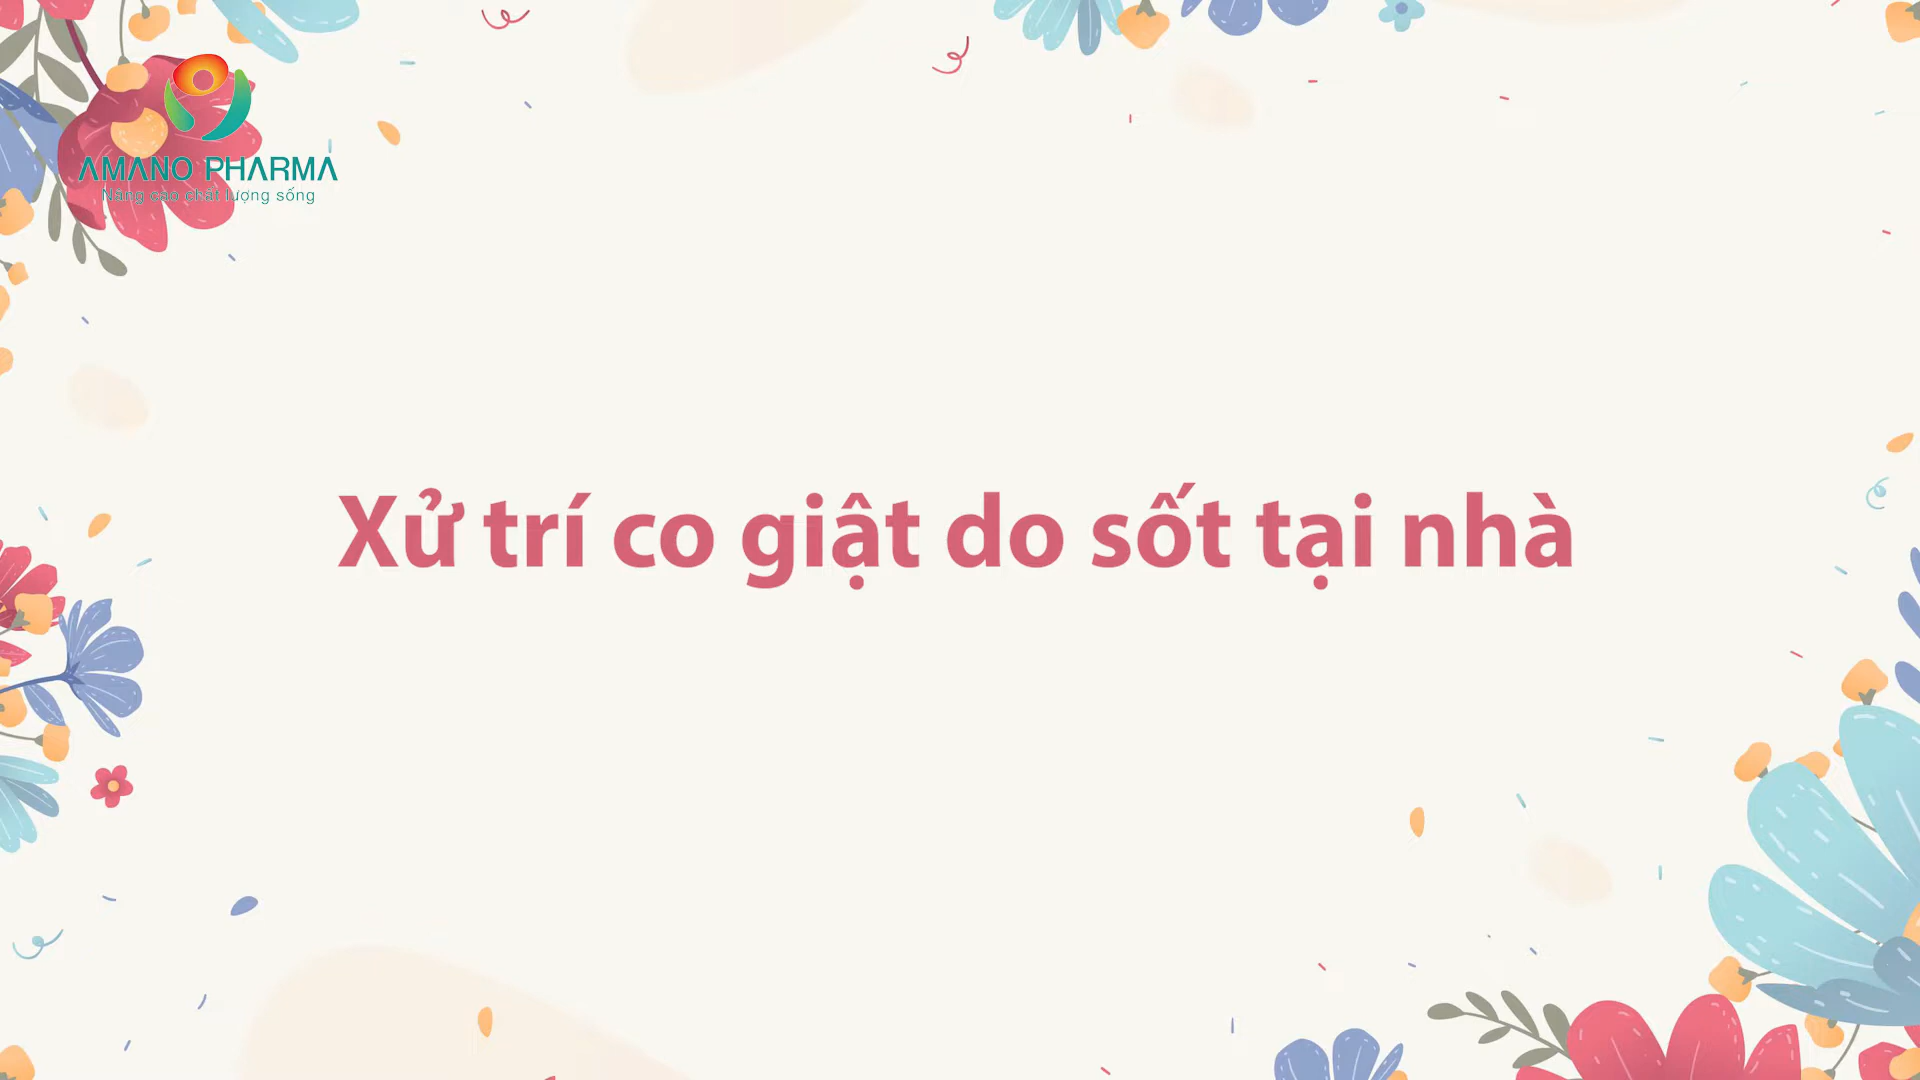 AMANO PHARMA
Nâng cao chất lượng sống
Xử trí co giật do sốt tại nhà